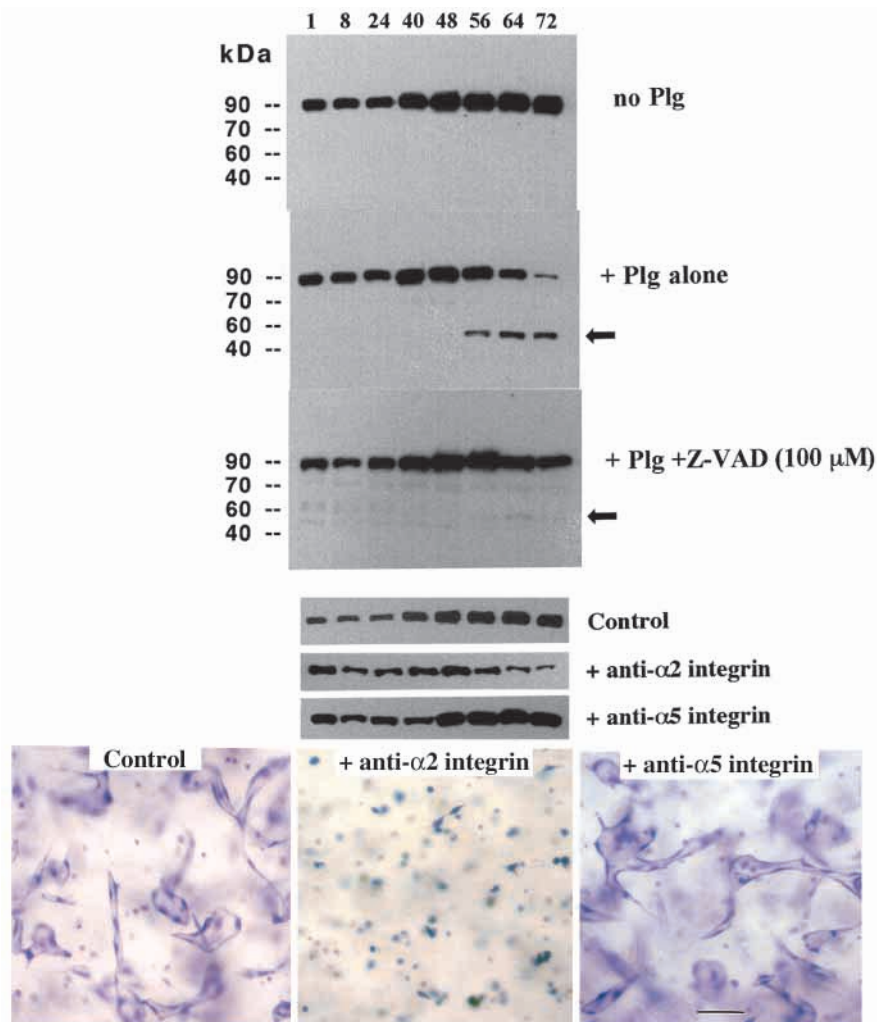 1 8 24 40 48 56 64 72
kDa
90 --
70 --
60 --
40 --
no Plg
90 --
70 --
60 --
40 --
+ Plg alone
90 --
70 --
60 --
40 --
+ Plg +Z-VAD (100 μM)
Control
+ anti-α2 integrin
+ anti-α5 integrin
Control
+ anti-α2 integrin
+ anti-α5 integrin